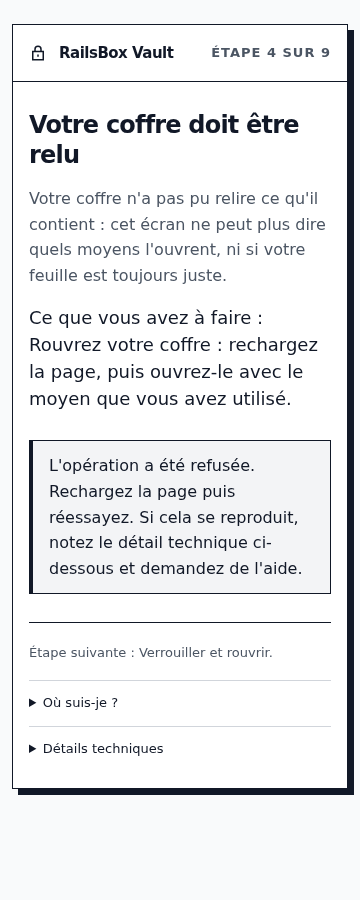 RailsBox Vault
ÉTAPE 4 SUR 9
Votre coffre doit être
relu
Votre coffre n'a pas pu relire ce qu'il
contient : cet écran ne peut plus dire
quels moyens l'ouvrent, ni si votre
feuille est toujours juste.
Ce que vous avez à faire :
Rouvrez votre coffre : rechargez
la page, puis ouvrez-le avec le
moyen que vous avez utilisé.
L'opération a été refusée.
Rechargez la page puis
réessayez. Si cela se reproduit,
notez le détail technique ci-
dessous et demandez de l'aide.
Étape suivante : Verrouiller et rouvrir.
Où suis-je ?
Détails techniques